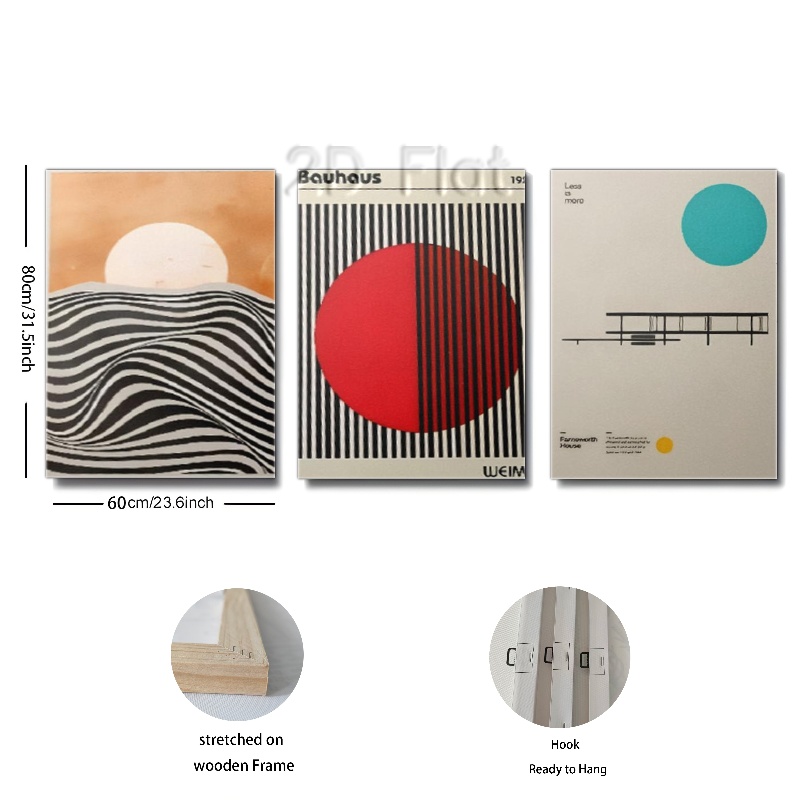 2D Flat
Bauhaus 192
Less
is
more
80cm/31.5inch
Farnsworth
House
WEIM
60cm/23.6inch
stretched on
wooden Frame
Hook
Ready to Hang